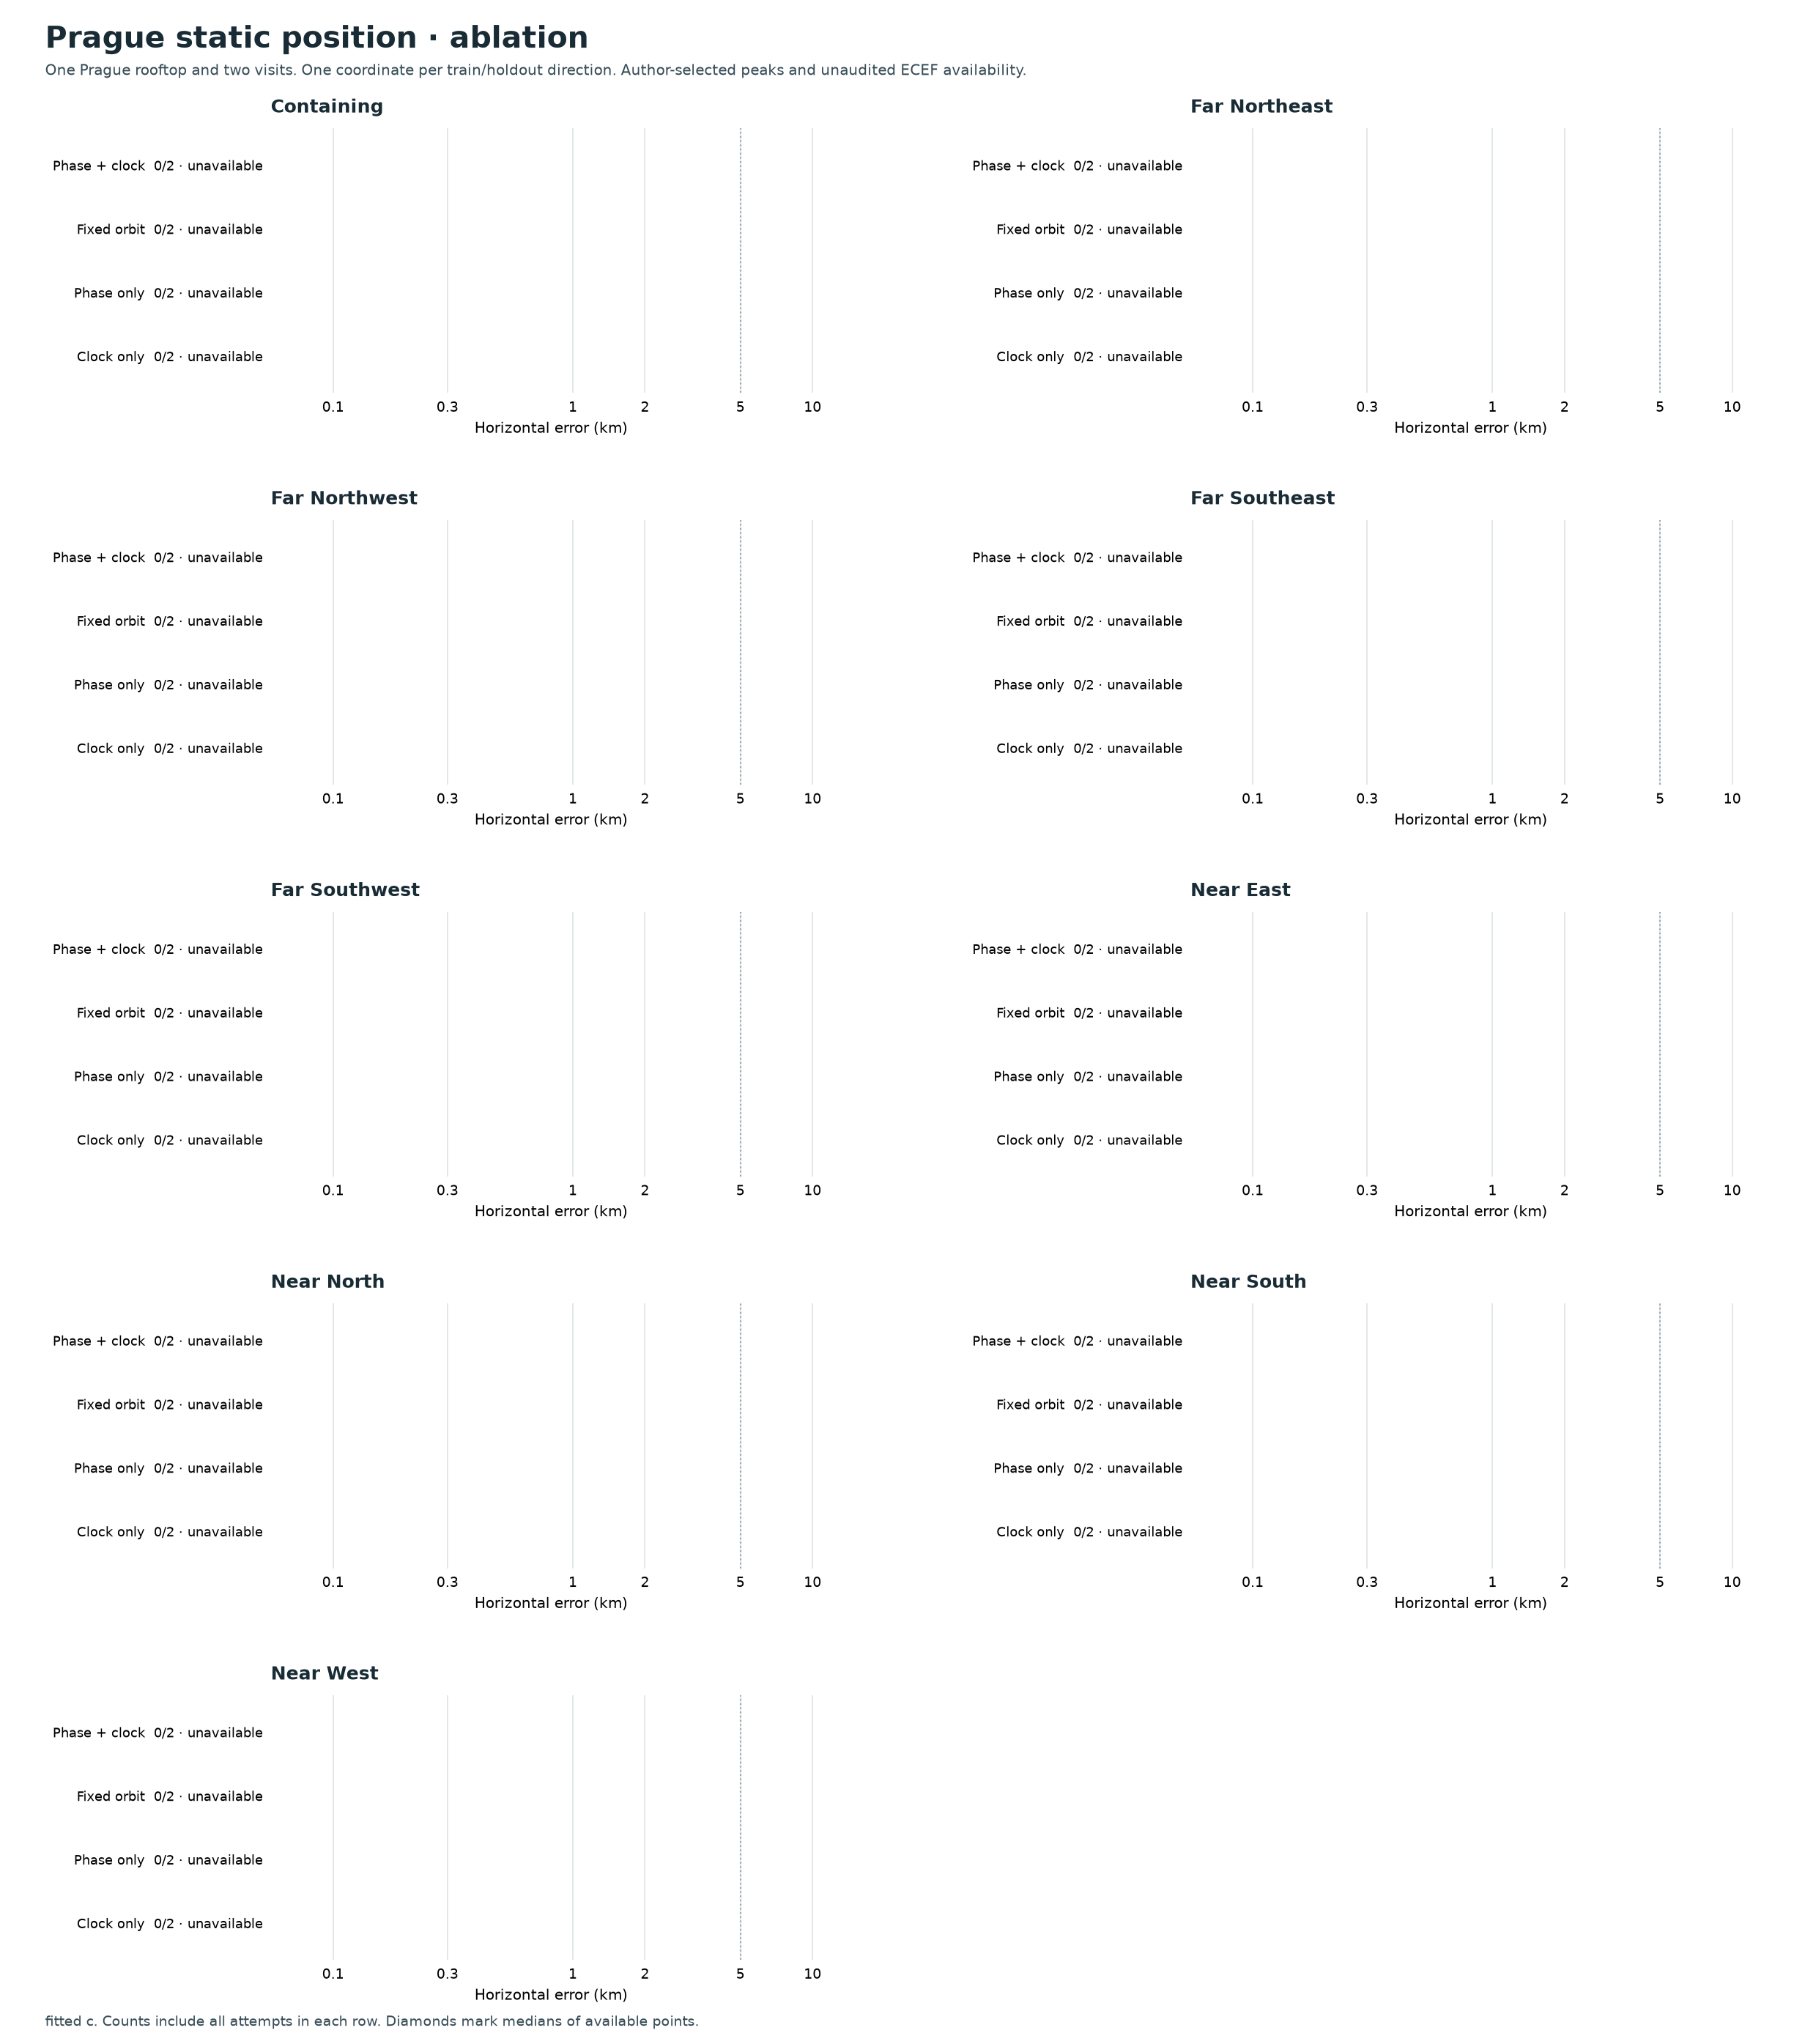 Prague static position · ablation
One Prague rooftop and two visits. One coordinate per train/holdout direction. Author-selected peaks and unaudited ECEF availability.
Containing
Phase + clock  0/2 · unavailable
Fixed orbit  0/2 · unavailable
Phase only  0/2 · unavailable
Clock only  0/2 · unavailable
0.1 0.3 1 2 5 10
Horizontal error (km)
Far Northeast
Phase + clock  0/2 · unavailable
Fixed orbit  0/2 · unavailable
Phase only  0/2 · unavailable
Clock only  0/2 · unavailable
0.1 0.3 1 2 5 10
Horizontal error (km)
Far Northwest
Phase + clock  0/2 · unavailable
Fixed orbit  0/2 · unavailable
Phase only  0/2 · unavailable
Clock only  0/2 · unavailable
0.1 0.3 1 2 5 10
Horizontal error (km)
Far Southeast
Phase + clock  0/2 · unavailable
Fixed orbit  0/2 · unavailable
Phase only  0/2 · unavailable
Clock only  0/2 · unavailable
0.1 0.3 1 2 5 10
Horizontal error (km)
Far Southwest
Phase + clock  0/2 · unavailable
Fixed orbit  0/2 · unavailable
Phase only  0/2 · unavailable
Clock only  0/2 · unavailable
0.1 0.3 1 2 5 10
Horizontal error (km)
Near East
Phase + clock  0/2 · unavailable
Fixed orbit  0/2 · unavailable
Phase only  0/2 · unavailable
Clock only  0/2 · unavailable
0.1 0.3 1 2 5 10
Horizontal error (km)
Near North
Phase + clock  0/2 · unavailable
Fixed orbit  0/2 · unavailable
Phase only  0/2 · unavailable
Clock only  0/2 · unavailable
0.1 0.3 1 2 5 10
Horizontal error (km)
Near South
Phase + clock  0/2 · unavailable
Fixed orbit  0/2 · unavailable
Phase only  0/2 · unavailable
Clock only  0/2 · unavailable
0.1 0.3 1 2 5 10
Horizontal error (km)
Near West
Phase + clock  0/2 · unavailable
Fixed orbit  0/2 · unavailable
Phase only  0/2 · unavailable
Clock only  0/2 · unavailable
0.1 0.3 1 2 5 10
Horizontal error (km)
fitted c. Counts include all attempts in each row. Diamonds mark medians of available points.